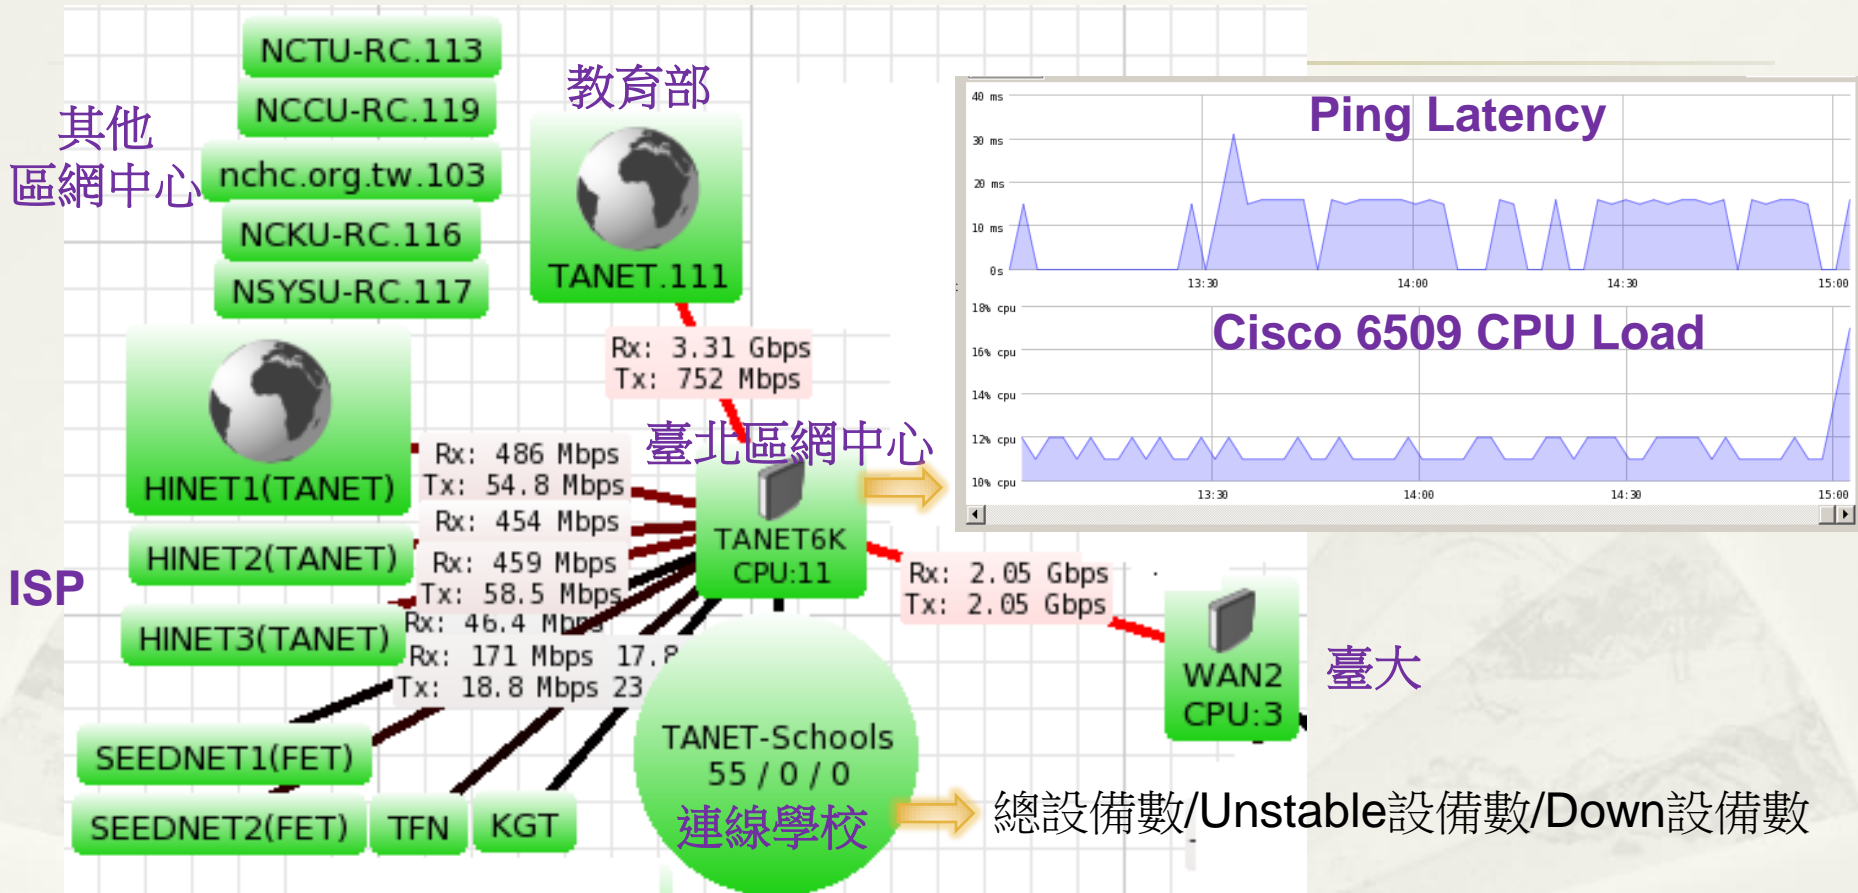 NCTU-RC.113
NCCU-RC.119
nchc.org.tw.103
NCKU-RC.116
NSYSU-RC.117
其他
區網中心
教育部
TANET.111
Rx: 3.31 Gbps
Tx: 752 Mbps
HINET1(TANET)
HINET2(TANET)
HINET3(TANET)
ISP
Rx: 486 Mbps
Tx: 54.8 Mbps
Rx: 454 Mbps
Rx: 459 Mbps
Tx: 58.5 Mbps
Rx: 46.4 Mbps
Rx: 171 Mbps 17.8
Tx: 18.8 Mbps 23
臺北區網中心
TANET6K
CPU:11
Rx: 2.05 Gbps
Tx: 2.05 Gbps
WAN2
CPU:3
臺大
SEEDNET1(FET)
SEEDNET2(FET)
TFN
KGT
TANET-Schools
55 / 0 / 0
連線學校
總設備數/Unstable設備數/Down設備數
Ping Latency
40 ms
30 ms
20 ms
10 ms
0s
13:30 14:00 14:30 15:00
Cisco 6509 CPU Load
18% cpu
16% cpu
14% cpu
12% cpu
10% cpu
13:30 14:00 14:30 15:00